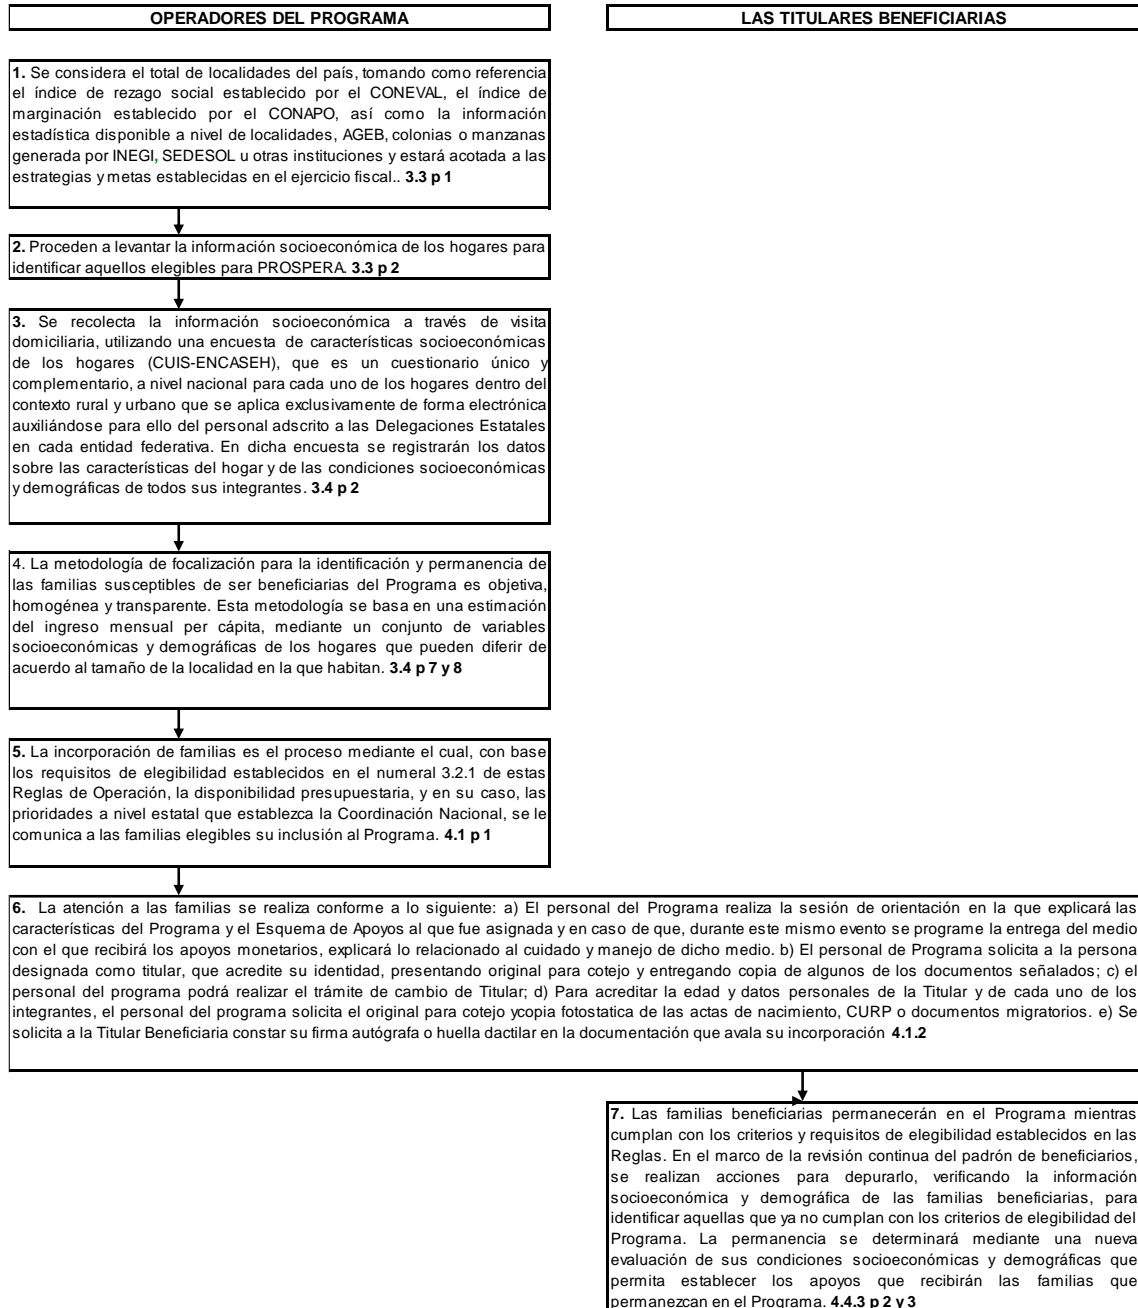 OPERADORES DEL PROGRAMA
LAS TITULARES BENEFICIARIAS
1. Se considera el total de localidades del país, tomando como referencia
el índice de rezago social establecido por el CONEVAL, el índice de
marginación establecido por el CONAPO, así como la información
estadística disponible a nivel de localidades, AGEB, colonias o manzanas
generada por INEGI, SEDESOL u otras instituciones y estará acotada a las
estrategias y metas establecidas en el ejercicio fiscal.. 3.3 p 1
2. Proceden a levantar la información socioeconómica de los hogares para
identificar aquellos elegibles para PROSPERA. 3.3 p 2
3. Se recolecta la información socioeconómica a través de visita
domiciliaria, utilizando una encuesta de características socioeconómicas
de los hogares (CUIS-ENCASEH), que es un cuestionario único y
complementario, a nivel nacional para cada uno de los hogares dentro del
contexto rural y urbano que se aplica exclusivamente de forma electrónica
auxiliándose para ello del personal adscrito a las Delegaciones Estatales
en cada entidad federativa. En dicha encuesta se registrarán los datos
sobre las características del hogar y de las condiciones socioeconómicas
y demográficas de todos sus integrantes. 3.4 p 2
4. La metodología de focalización para la identificación y permanencia de
las familias susceptibles de ser beneficiarias del Programa es objetiva,
homogénea y transparente. Esta metodología se basa en una estimación
del ingreso mensual per cápita, mediante un conjunto de variables
socioeconómicas y demográficas de los hogares que pueden diferir de
acuerdo al tamaño de la localidad en la que habitan. 3.4 p 7 y 8
5. La incorporación de familias es el proceso mediante el cual, con base
los requisitos de elegibilidad establecidos en el numeral 3.2.1 de estas
Reglas de Operación, la disponibilidad presupuestaria, y en su caso, las
prioridades a nivel estatal que establezca la Coordinación Nacional, se le
comunica a las familias elegibles su inclusión al Programa. 4.1 p 1
6. La atención a las familias se realiza conforme a lo siguiente: a) El personal del Programa realiza la sesión de orientación en la que explicará las
características del Programa y el Esquema de Apoyos al que fue asignada y en caso de que, durante este mismo evento se programe la entrega del medio
con el que recibirá los apoyos monetarios, explicará lo relacionado al cuidado y manejo de dicho medio. b) El personal de Programa solicita a la persona
designada como titular, que acredite su identidad, presentando original para cotejo y entregando copia de algunos de los documentos señalados; c) el
personal del programa podrá realizar el trámite de cambio de Titular; d) Para acreditar la edad y datos personales de la Titular y de cada uno de los
integrantes, el personal del programa solicita el original para cotejo ycopia fotostatica de las actas de nacimiento, CURP o documentos migratorios. e) Se
solicita a la Titular Beneficiaria constar su firma autógrafa o huella dactilar en la documentación que avala su incorporación 4.1.2
7. Las familias beneficiarias permanecerán en el Programa mientras
cumplan con los criterios y requisitos de elegibilidad establecidos en las
Reglas. En el marco de la revisión continua del padrón de beneficiarios,
se realizan acciones para depurarlo, verificando la información
socioeconómica y demográfica de las familias beneficiarias, para
identificar aquellas que ya no cumplan con los criterios de elegibilidad del
Programa. La permanencia se determinará mediante una nueva
evaluación de sus condiciones socioeconómicas y demográficas que
permita establecer los apoyos que recibirán las familias que
permanezcan en el Programa. 4.4.3 p 2 y 3